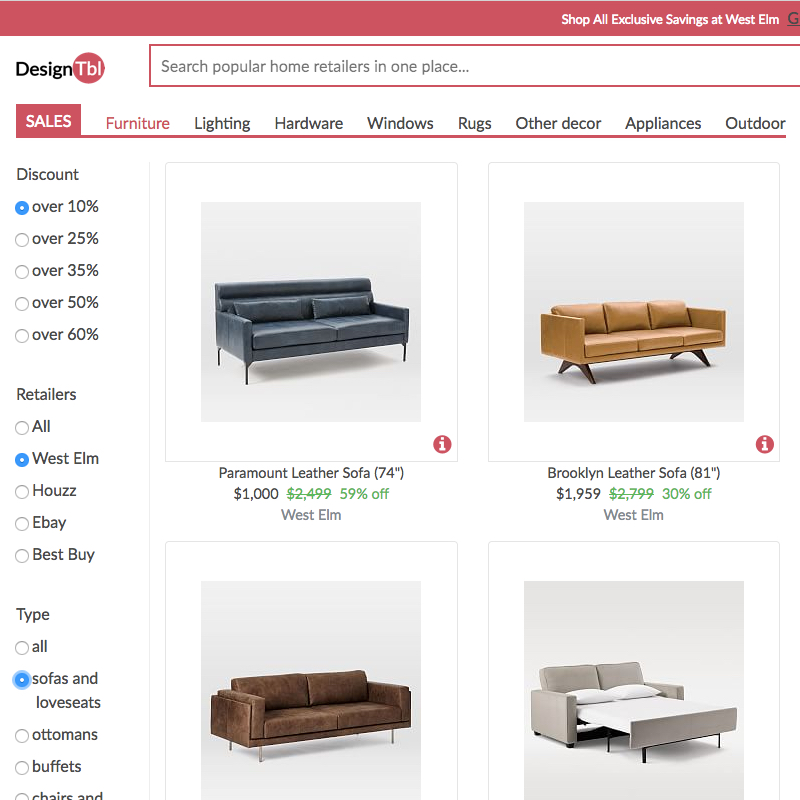 Shop All Exclusive Savings at West Elm
DesignTbl
Search popular home retailers in one place...
SALES Furniture Lighting Hardware Windows Rugs Other decor Appliances Outdoor
Discount
over 10%
over 25%
over 35%
over 50%
over 60%
Retailers
All
West Elm
Houzz
Ebay
Best Buy
Type
all
sofas and
loveseats
ottomans
buffets
chairs and
Paramount Leather Sofa (74")
$1,000 $2,499 59% off
West Elm
Brooklyn Leather Sofa (81")
$1,959 $2,799 30% off
West Elm